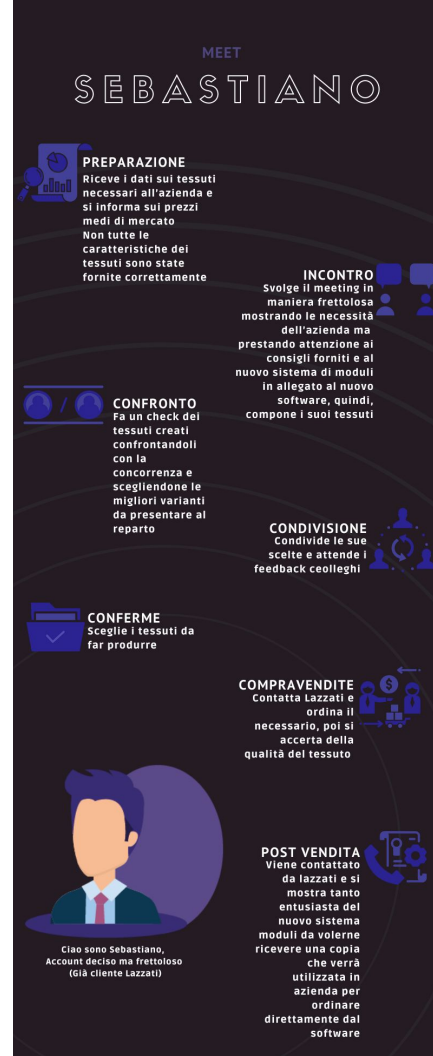 MEET
SEBASTIANO
PREPARAZIONE
Riceve i dati sui tessuti
necessari all'azienda e
si informa sui prezzi
medi di mercato
Non tutte le
caratteristiche dei
tessuti sono state
fornite correttamente
INCONTRO
Svolge il meeting in
maniera frettolosa
mostrando le necessità
dell'azienda ma
prestando attenzione ai
consigli forniti e al
nuovo sistema di moduli
in allegato al nuovo
software, quindi,
compone i suoi tessuti
CONFRONTO
Fa un check dei
tessuti creati
confrontandoli
con la
concorrenza e
scegliendone le
migliori varianti
da presentare al
reparto
CONDIVISIONE
Condivide le sue
scelte e attende i
feedback ceolleghi
CONFERME
Sceglie i tessuti da
far produrre
COMPRAVENDITE
Contatta Lazzati e
ordina il
necessario, poi si
accerta della
qualità del tessuto
POST VENDITA
Viene contattato
da lazzati e si
mostra tanto
entusiasta del
nuovo sistema
moduli da volerne
ricevere una copia
che verrà
utilizzata in
azienda per
ordinare
direttamente dal
software
Ciao sono Sebastiano,
Account deciso ma frettoloso
(Già cliente Lazzati)